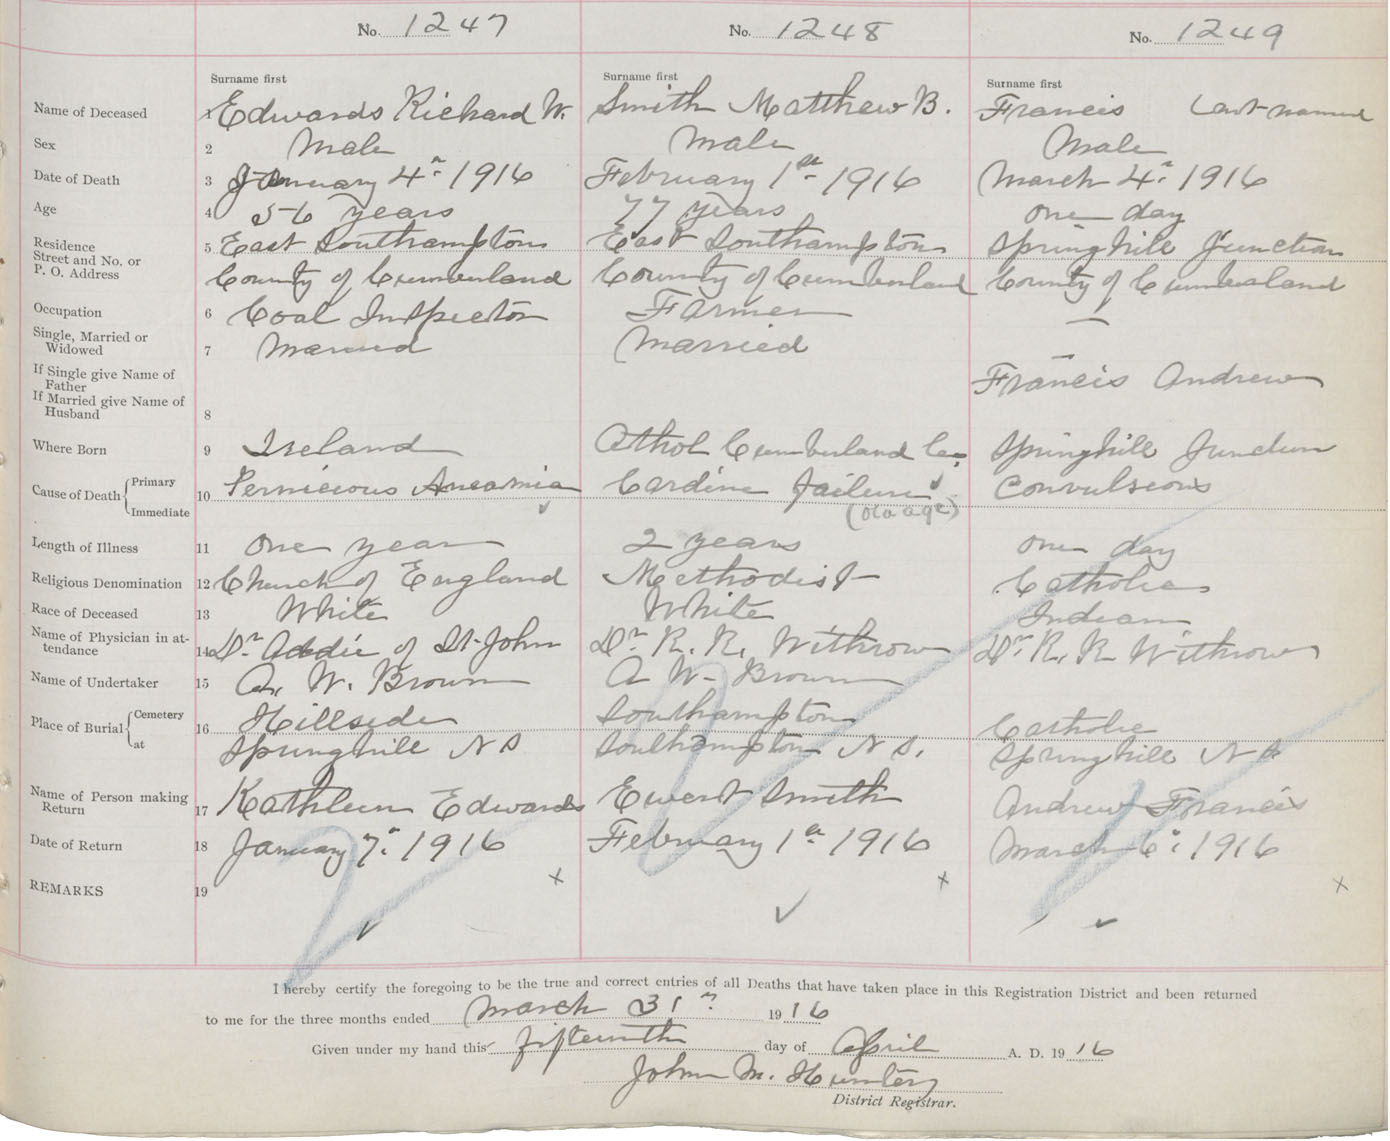 No. 1247 No. 1248 No. 1249
Surname first Surname first Surname first
Name of Deceased 1 Edwards Richard W. Smith Matthew B. Francis Last named
Sex 2 Male Male Male
Date of Death 3 January 4th 1916 February 1st 1916 March 4th 1916
Age 4 56 years 77 years one day
Residence 5 East Southampton East Southampton Springhill Junction
Street and No. or
P. O. Address County of Cumberland County of Cumberland County of Cumberland
Occupation 6 Coal Inspector Farmer —
Single, Married or
Widowed 7 Married Married —
If Single give Name of
Father Francis Andrew
If Married give Name of
Husband 8
Where Born 9 Ireland Athol Cumberland Co. Springhill Junction
Cause of Death { Primary
10 Pernicious Aneamia Cardine failure Convulsions
Immediate (old age)
Length of Illness 11 one year 2 years one day
Religious Denomination 12 Church of England Methodist Catholic
Race of Deceased 13 White White Indian
Name of Physician in at-
tendance 14 Dr Addie of St. John Dr R. R. Withrow Dr R. R. Withrow
Name of Undertaker 15 A. W. Brown A W. Brown
Place of Burial { Cemetery 16 Hillside Southampton Catholic
at Springhill N S Southampton N S. Springhill N S
Name of Person making
Return 17 Kathleen Edwards Ewert Smith Andrew Francis
Date of Return 18 January 7th 1916 February 1st 1916 March 6th 1916
REMARKS 19 x x x
I hereby certify the foregoing to be the true and correct entries of all Deaths that have taken place in this Registration District and been returned
to me for the three months ended March 31st 1916
Given under my hand this fifteenth day of April A. D. 1916
John M. Hunter
District Registrar.